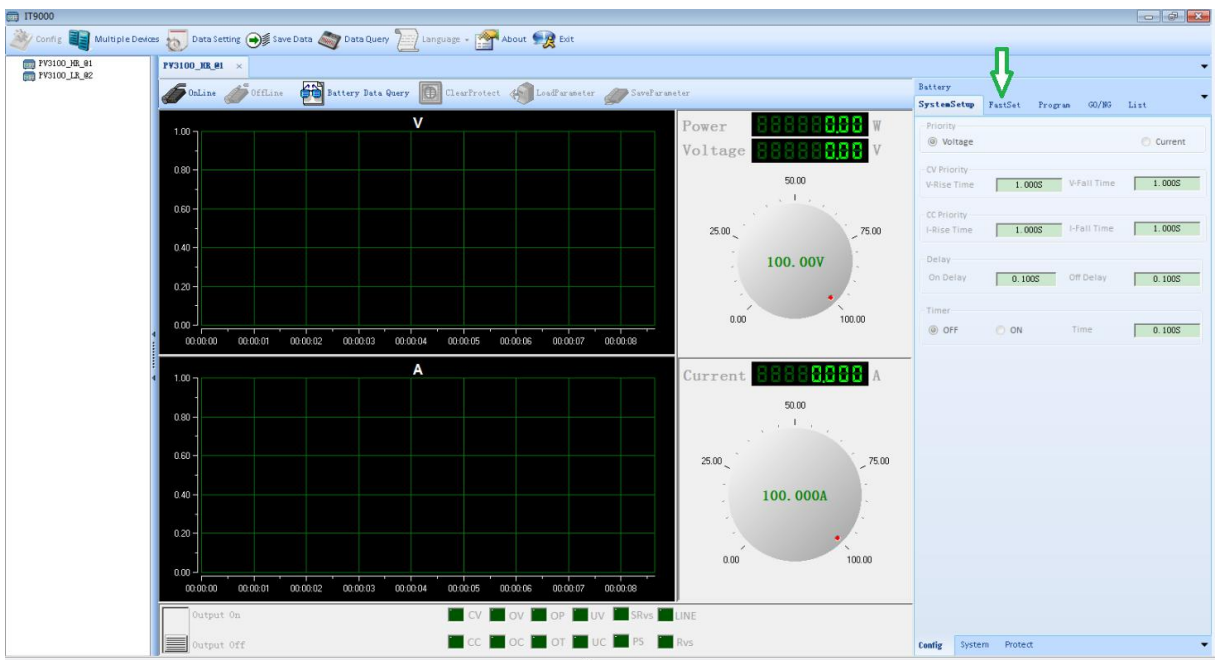 IT9000
Config Multiple Devices Data Setting Save Data Data Query Language About Exit
PV3100_HR_@1
PV3100_LR_@2
PV3100_HR_@1 ×
OnLine OffLine Battery Data Query ClearProtect LoadParameter SaveParameter
V
1.00
0.80
0.60
0.40
0.20
0.00
00:00:00 00:00:01 00:00:02 00:00:03 00:00:04 00:00:05 00:00:06 00:00:07 00:00:08
Power 0.00 W
Voltage 0.00 V
50.00
25.00 75.00
100.00V
0.00 100.00
A
1.00
0.80
0.60
0.40
0.20
0.00
00:00:00 00:00:01 00:00:02 00:00:03 00:00:04 00:00:05 00:00:06 00:00:07 00:00:08
Current 0.000 A
50.00
25.00 75.00
100.000A
0.00 100.00
Output On
Output Off
CV OV OP UV SRvs LINE
CC OC OT UC PS Rvs
Battery
SystemSetup FastSet Program GO/NG List
Priority
Voltage Current
CV Priority
V-Rise Time 1.000S V-Fall Time 1.000S
CC Priority
I-Rise Time 1.000S I-Fall Time 1.000S
Delay
On Delay 0.100S Off Delay 0.100S
Timer
OFF ON Time 0.100S
Config System Protect